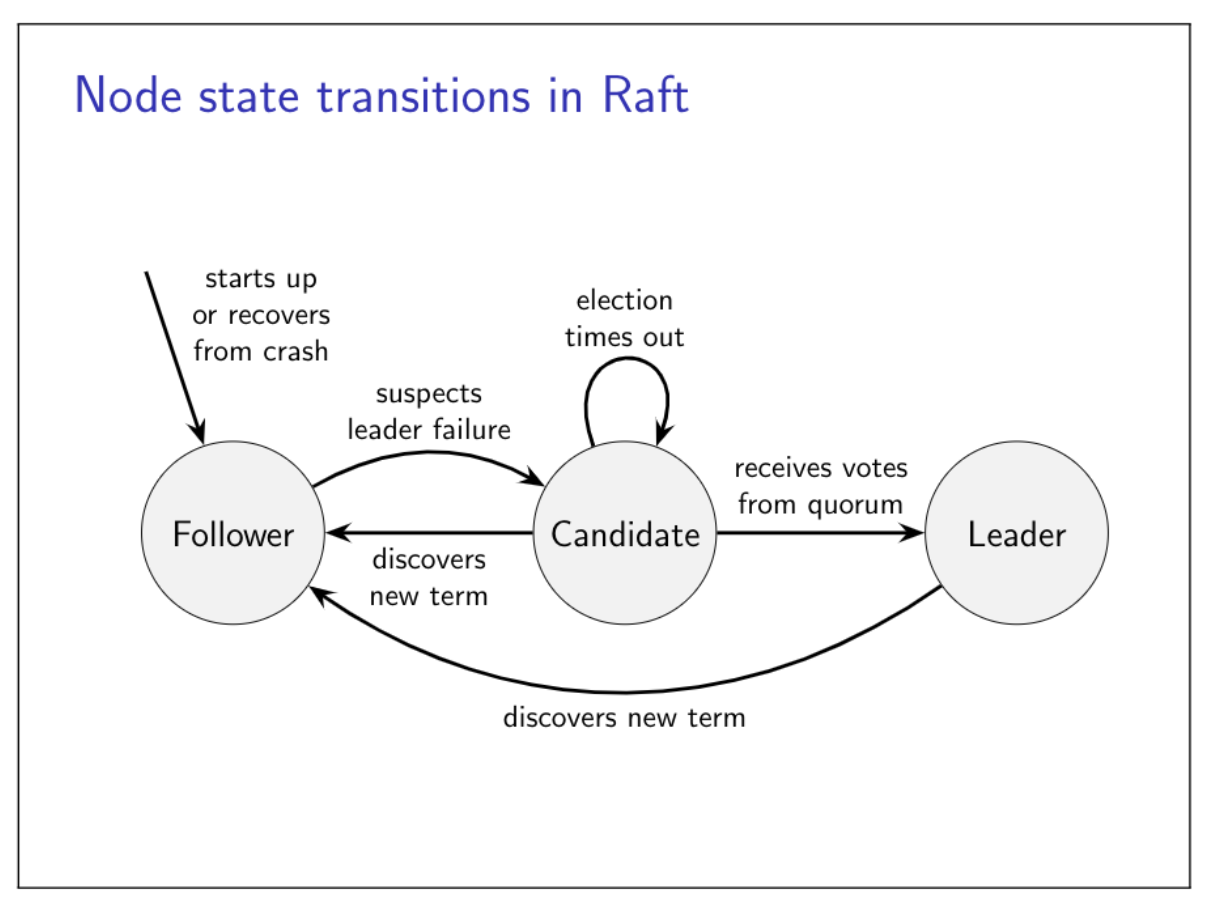 Node state transitions in Raft
starts up
or recovers
from crash
suspects
leader failure
election
times out
receives votes
from quorum
Follower
Candidate
Leader
discovers
new term
discovers new term